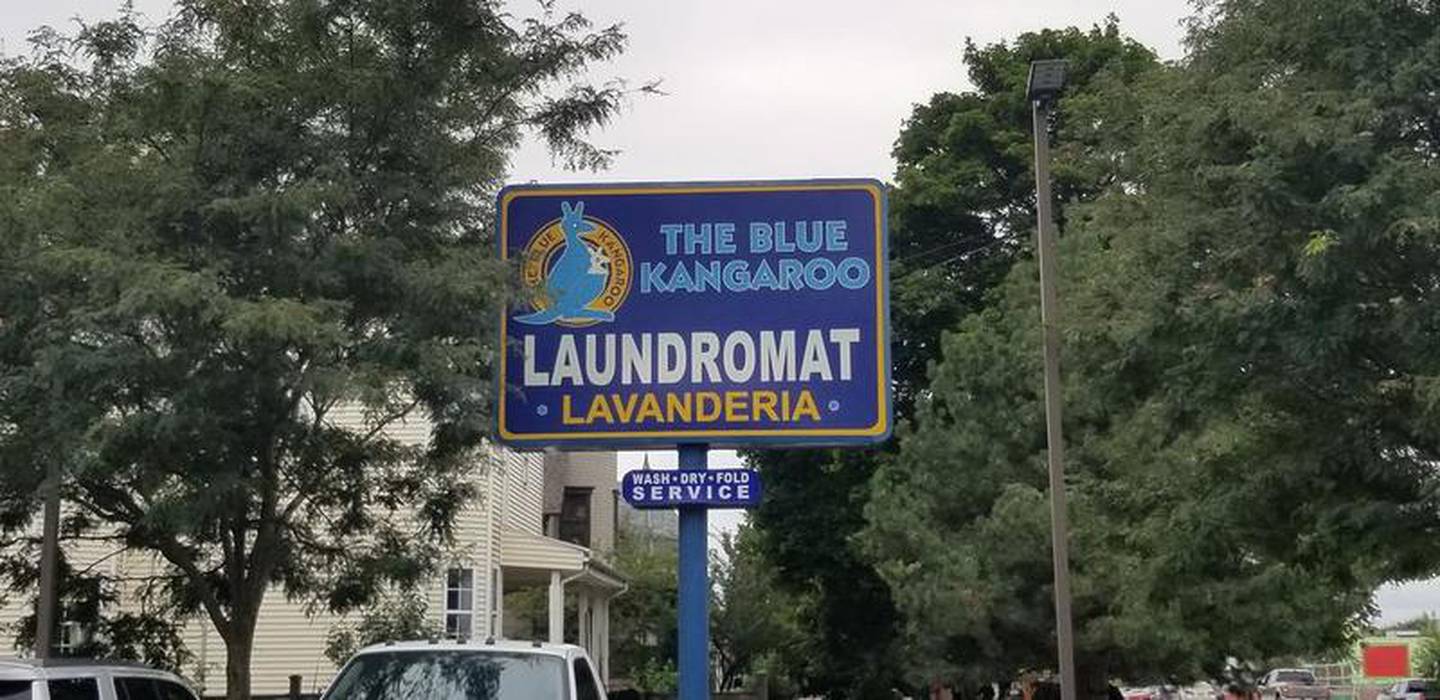 THE BLUE KANGAROO
THE BLUE
KANGAROO
LAUNDROMAT
LAVANDERIA
WASH • DRY • FOLD
SERVICE